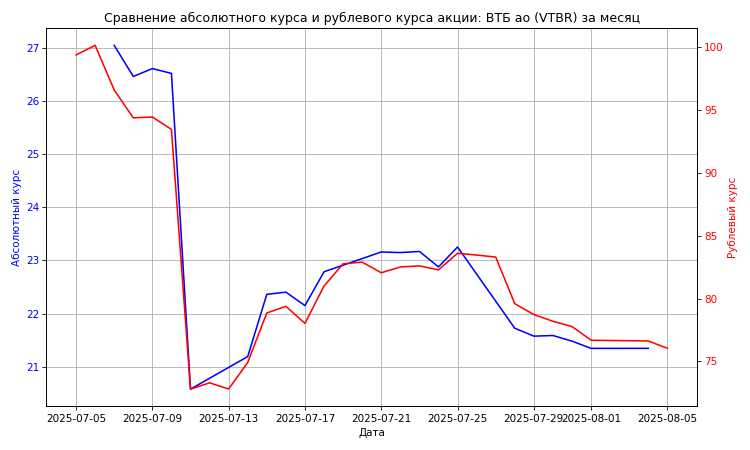 Сравнение абсолютного курса и рублевого курса акции: ВТБ ао (VTBR) за месяц
27
26
25
24
23
22
21
Абсолютный курс
100
95
90
85
80
75
Рублевый курс
2025-07-05 2025-07-09 2025-07-13 2025-07-17 2025-07-21 2025-07-25 2025-07-29 2025-08-01 2025-08-05
Дата